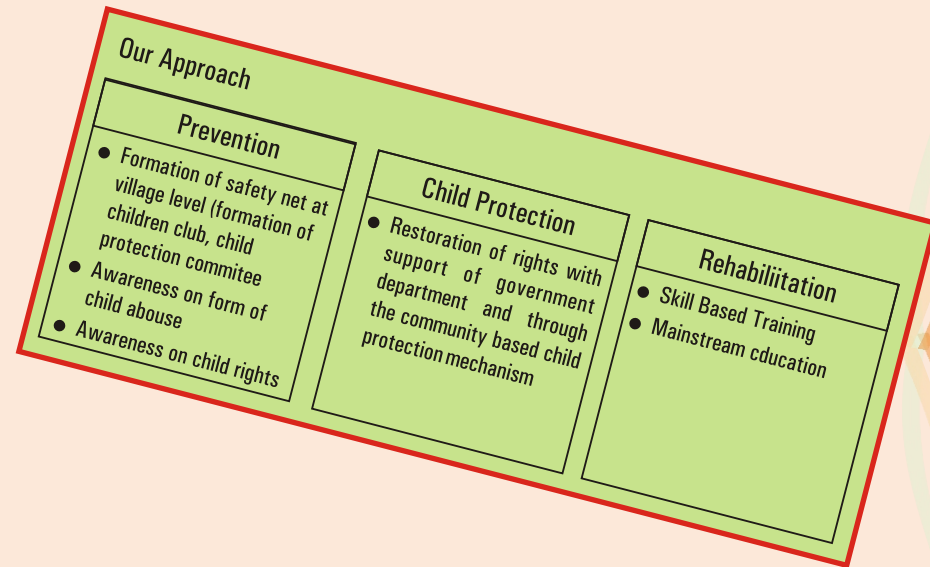 Our Approach
Prevention
● Formation of safety net at
village level (formation of
children club, child
protection commitee
● Awareness on form of
child abuse
● Awareness on child rights
Child Protection
● Restoration of rights with
support of government
department and through
the community based child
protection mechanism
Rehabiliitation
● Skill Based Training
● Mainstream cducation